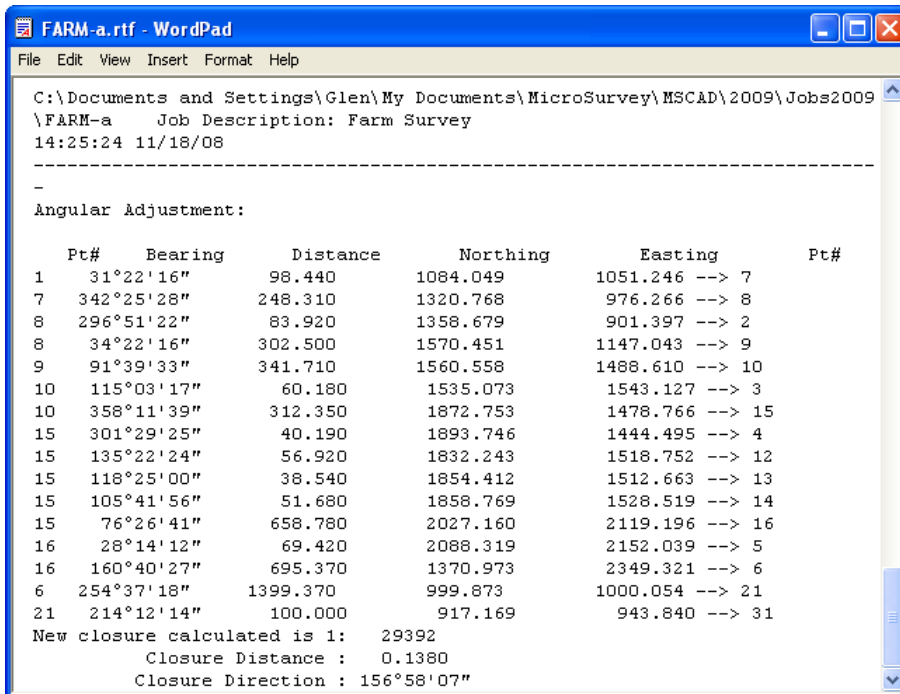 FARM-a.rtf - WordPad
File Edit View Insert Format Help
C:\Documents and Settings\Glen\My Documents\MicroSurvey\MSCAD\2009\Jobs2009
\FARM-a Job Description: Farm Survey
14:25:24 11/18/08
---------------------------------------------------------------------------
-
Angular Adjustment:
Pt# Bearing Distance Northing Easting Pt#
1 31°22'16" 98.440 1084.049 1051.246 --> 7
7 342°25'28" 248.310 1320.768 976.266 --> 8
8 296°51'22" 83.920 1358.679 901.397 --> 2
8 34°22'16" 302.500 1570.451 1147.043 --> 9
9 91°39'33" 341.710 1560.558 1488.610 --> 10
10 115°03'17" 60.180 1535.073 1543.127 --> 3
10 358°11'39" 312.350 1872.753 1478.766 --> 15
15 301°29'25" 40.190 1893.746 1444.495 --> 4
15 135°22'24" 56.920 1832.243 1518.752 --> 12
15 118°25'00" 38.540 1854.412 1512.663 --> 13
15 105°41'56" 51.680 1858.769 1528.519 --> 14
15 76°26'41" 658.780 2027.160 2119.196 --> 16
16 28°14'12" 69.420 2088.319 2152.039 --> 5
16 160°40'27" 695.370 1370.973 2349.321 --> 6
6 254°37'18" 1399.370 999.873 1000.054 --> 21
21 214°12'14" 100.000 917.169 943.840 --> 31
New closure calculated is 1: 29392
Closure Distance : 0.1380
Closure Direction : 156°58'07"